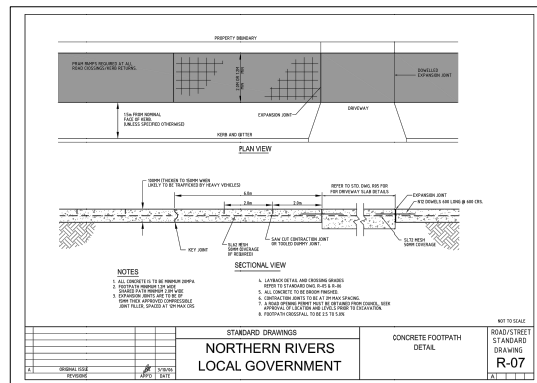 PROPERTY BOUNDARY
PRAM RAMPS REQUIRED AT ALL
ROAD CROSSINGS/KERB RETURNS.
DOWELLED
EXPANSION JOINT
1.5m FROM NOMINAL
FACE OF KERB.
(UNLESS SPECIFIED OTHERWISE)
EXPANSION JOINT
DRIVEWAY
KERB AND GUTTER
PLAN VIEW
100MM (THICKEN TO 150MM WHEN
LIKELY TO BE TRAFFICKED BY HEAVY VEHICLES)
6.0m
REFER TO STD. DWG. R05 FOR
FOR DRIVEWAY SLAB DETAILS
2.0m
2.0m
EXPANSION JOINT
N12 DOWELS 400 LONG @ 600 CRS.
KEY JOINT
SL62 MESH
50MM COVERAGE
(IF REQUIRED)
SAW CUT CONTRACTION JOINT
OR TOOLED DUMMY JOINT.
SL72 MESH
50MM COVERAGE
SECTIONAL VIEW
NOTES
1. ALL CONCRETE IS TO BE MINIMUM 20MPA.
2. FOOTPATH MINIMUM 1.2M WIDE
SHARED PATH MINIMUM 2.0M WIDE
3. EXPANSION JOINTS ARE TO BE OF
15MM THICK APPROVED COMPRESSIBLE
JOINT FILLER, SPACED AT 12M MAX CRS
4. LAYBACK DETAIL AND CROSSING GRADES
REFER TO STANDARD DWG. R-05 & R-06
5. ALL CONCRETE TO BE BROOM FINISHED.
6. CONTRACTION JOINTS TO BE AT 2M MAX SPACING.
7. A ROAD OPENING PERMIT MUST BE OBTAINED FROM COUNCIL, SEEK
APPROVAL OF LOCATION AND LEVELS PRIOR TO EXCAVATION.
8. FOOTPATH CROSSFALL TO BE 2.5 TO 5.0%
NOT TO SCALE
STANDARD DRAWINGS
NORTHERN RIVERS
LOCAL GOVERNMENT
CONCRETE FOOTPATH
DETAIL
ROAD/STREET
STANDARD
DRAWING
R-07
A
A ORIGINAL ISSUE 5/10/06
REVISIONS APP'D DATE